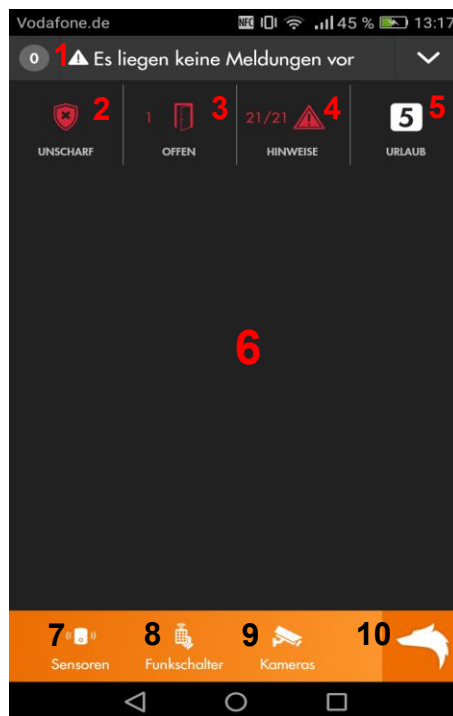 Vodafone.de NFC 45 % 13:17
0 1 Es liegen keine Meldungen vor
2 1 3 21/21 4 5 5
UNSCHARF OFFEN HINWEISE URLAUB
6
7 8 9 10
Sensoren Funkschalter Kameras